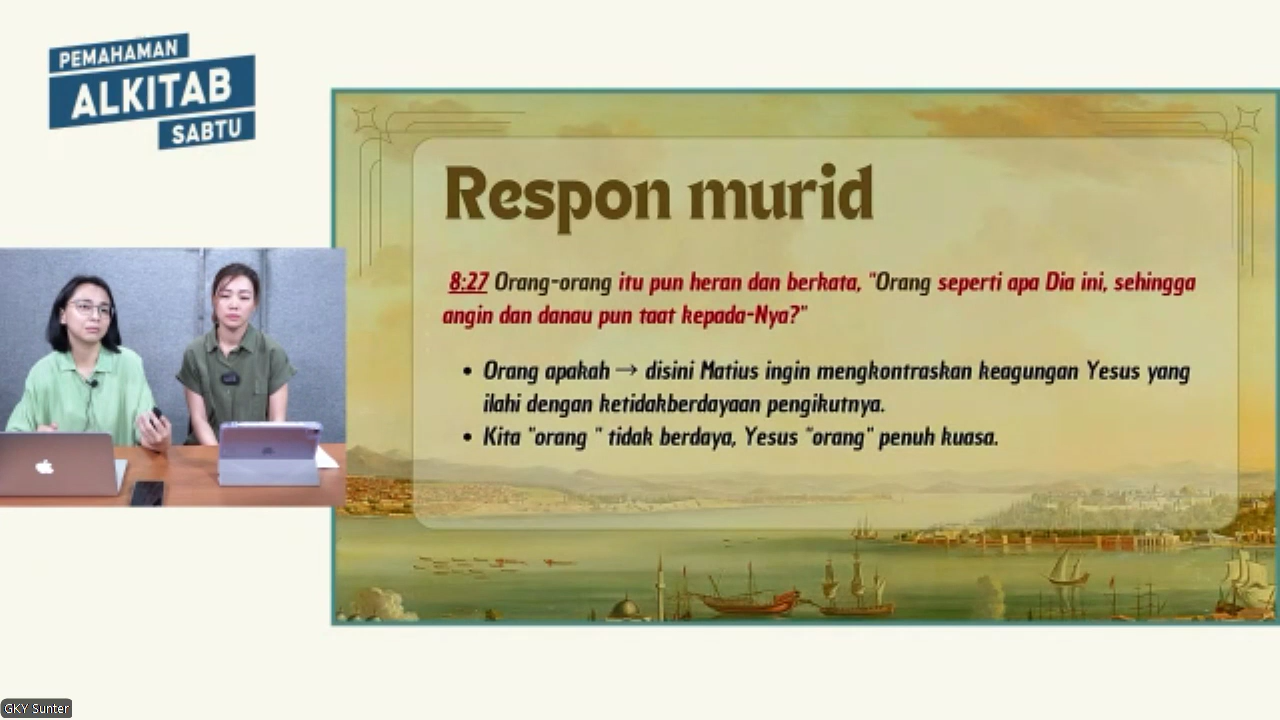 PEMAHAMAN
ALKITAB
SABTU
Respon murid
8:27 Orang-orang itu pun heran dan berkata, "Orang seperti apa Dia ini, sehingga
angin dan danau pun taat kepada-Nya?"
• Orang apakah → disini Matius ingin mengkontraskan keagungan Yesus yang
ilahi dengan ketidakberdayaan pengikutnya.
• Kita "orang " tidak berdaya, Yesus "orang" penuh kuasa.
GKY Sunter